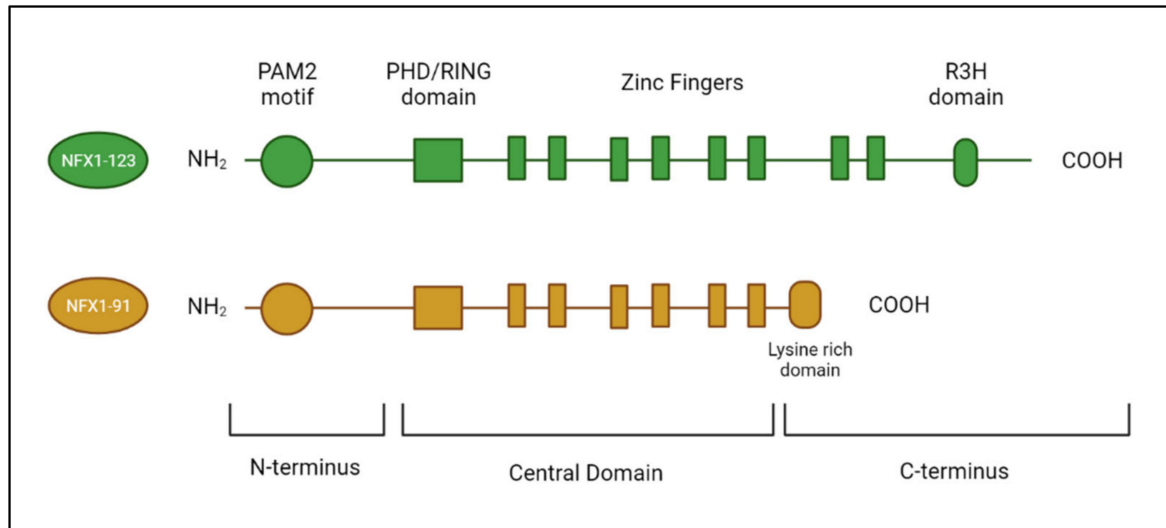 PAM2
motif
PHD/RING
domain
Zinc Fingers
R3H
domain
NFX1-123
NH₂
COOH
NFX1-91
NH₂
COOH
Lysine rich
domain
N-terminus
Central Domain
C-terminus